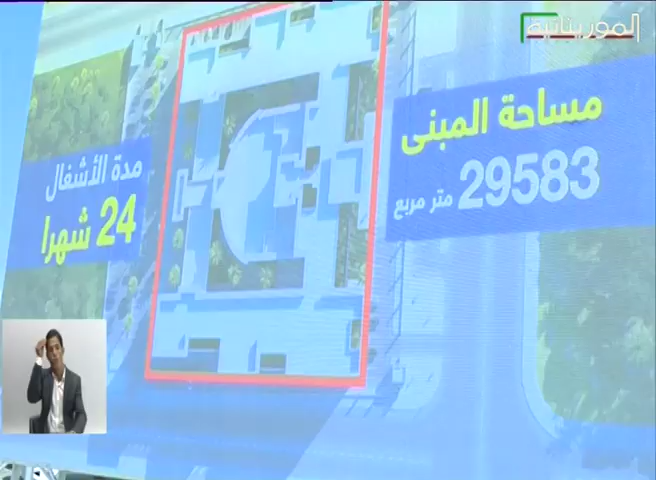 الموريتانية
مساحة المبنى
29583 متر مربع
مدة الأشغال
24 شهرا